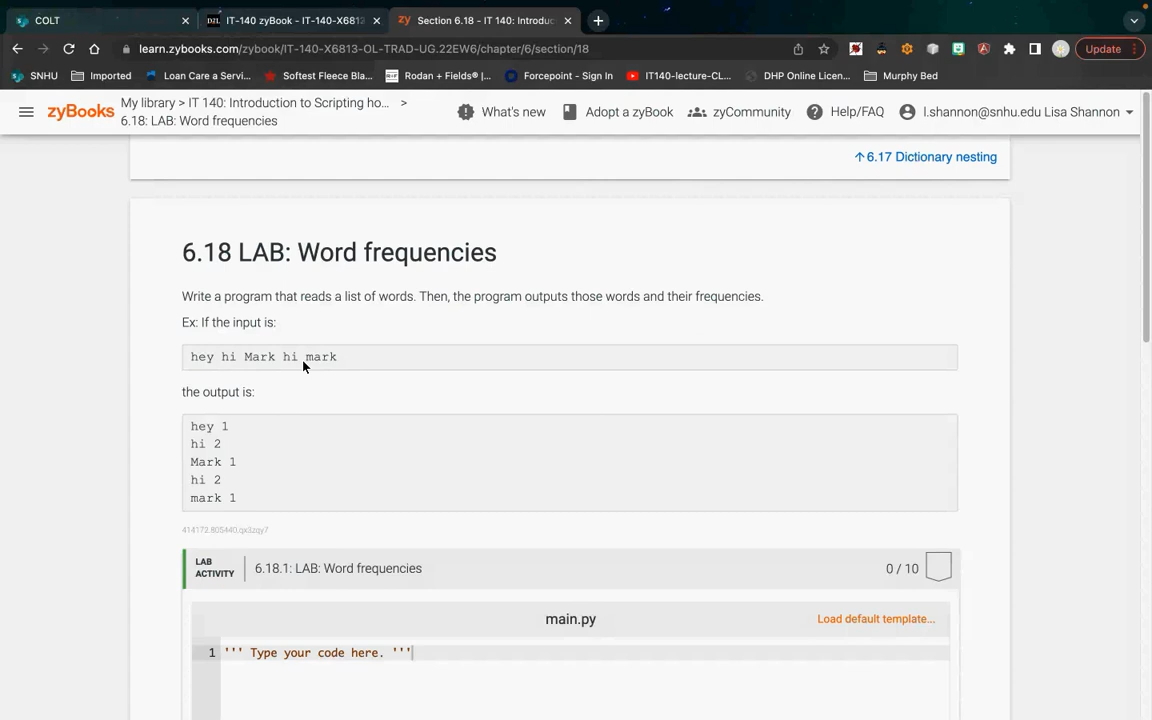 COLT
IT-140 zyBook - IT-140-X6813
Section 6.18 - IT 140: Introduc
learn.zybooks.com/zybook/IT-140-X6813-OL-TRAD-UG.22EW6/chapter/6/section/18
Update
SNHU
Imported
Loan Care a Servi...
Softest Fleece Bla...
Rodan + Fields® |...
Forcepoint - Sign In
IT140-lecture-CL...
DHP Online Licen...
Murphy Bed
zyBooks
My library > IT 140: Introduction to Scripting ho... >
6.18: LAB: Word frequencies
What's new
Adopt a zyBook
zyCommunity
Help/FAQ
l.shannon@snhu.edu Lisa Shannon
↑6.17 Dictionary nesting
6.18 LAB: Word frequencies
Write a program that reads a list of words. Then, the program outputs those words and their frequencies.
Ex: If the input is:
hey hi Mark hi mark
the output is:
hey 1
hi 2
Mark 1
hi 2
mark 1
414172.805440.qx3zqy7
LAB
ACTIVITY
6.18.1: LAB: Word frequencies
0 / 10
main.py
Load default template...
1 ''' Type your code here. '''